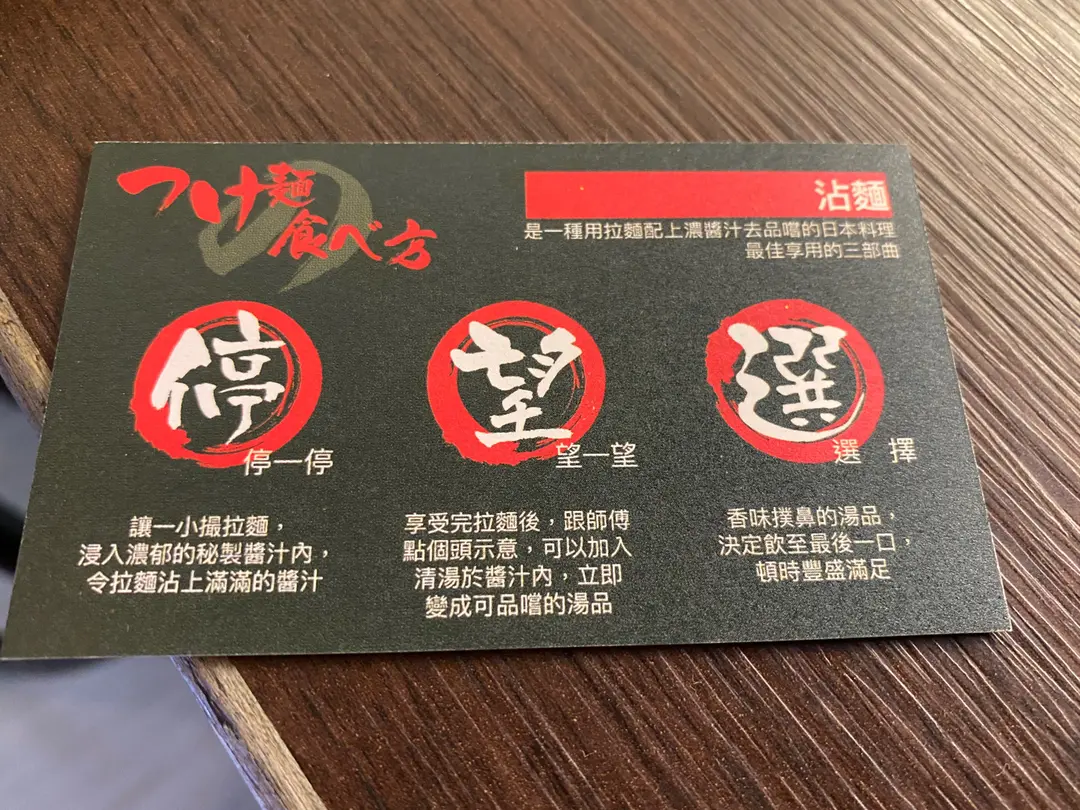 つけ麺
の
食べ方
沾麵
是一種用拉麵配上濃醬汁去品嚐的日本料理
最佳享用的三部曲
停
停一停
讓一小撮拉麵，
浸入濃郁的秘製醬汁內，
令拉麵沾上滿滿的醬汁
望
望一望
享受完拉麵後，跟師傅
點個頭示意，可以加入
清湯於醬汁內，立即
變成可品嚐的湯品
選
選擇
香味撲鼻的湯品，
決定飲至最後一口，
頓時豐盛滿足